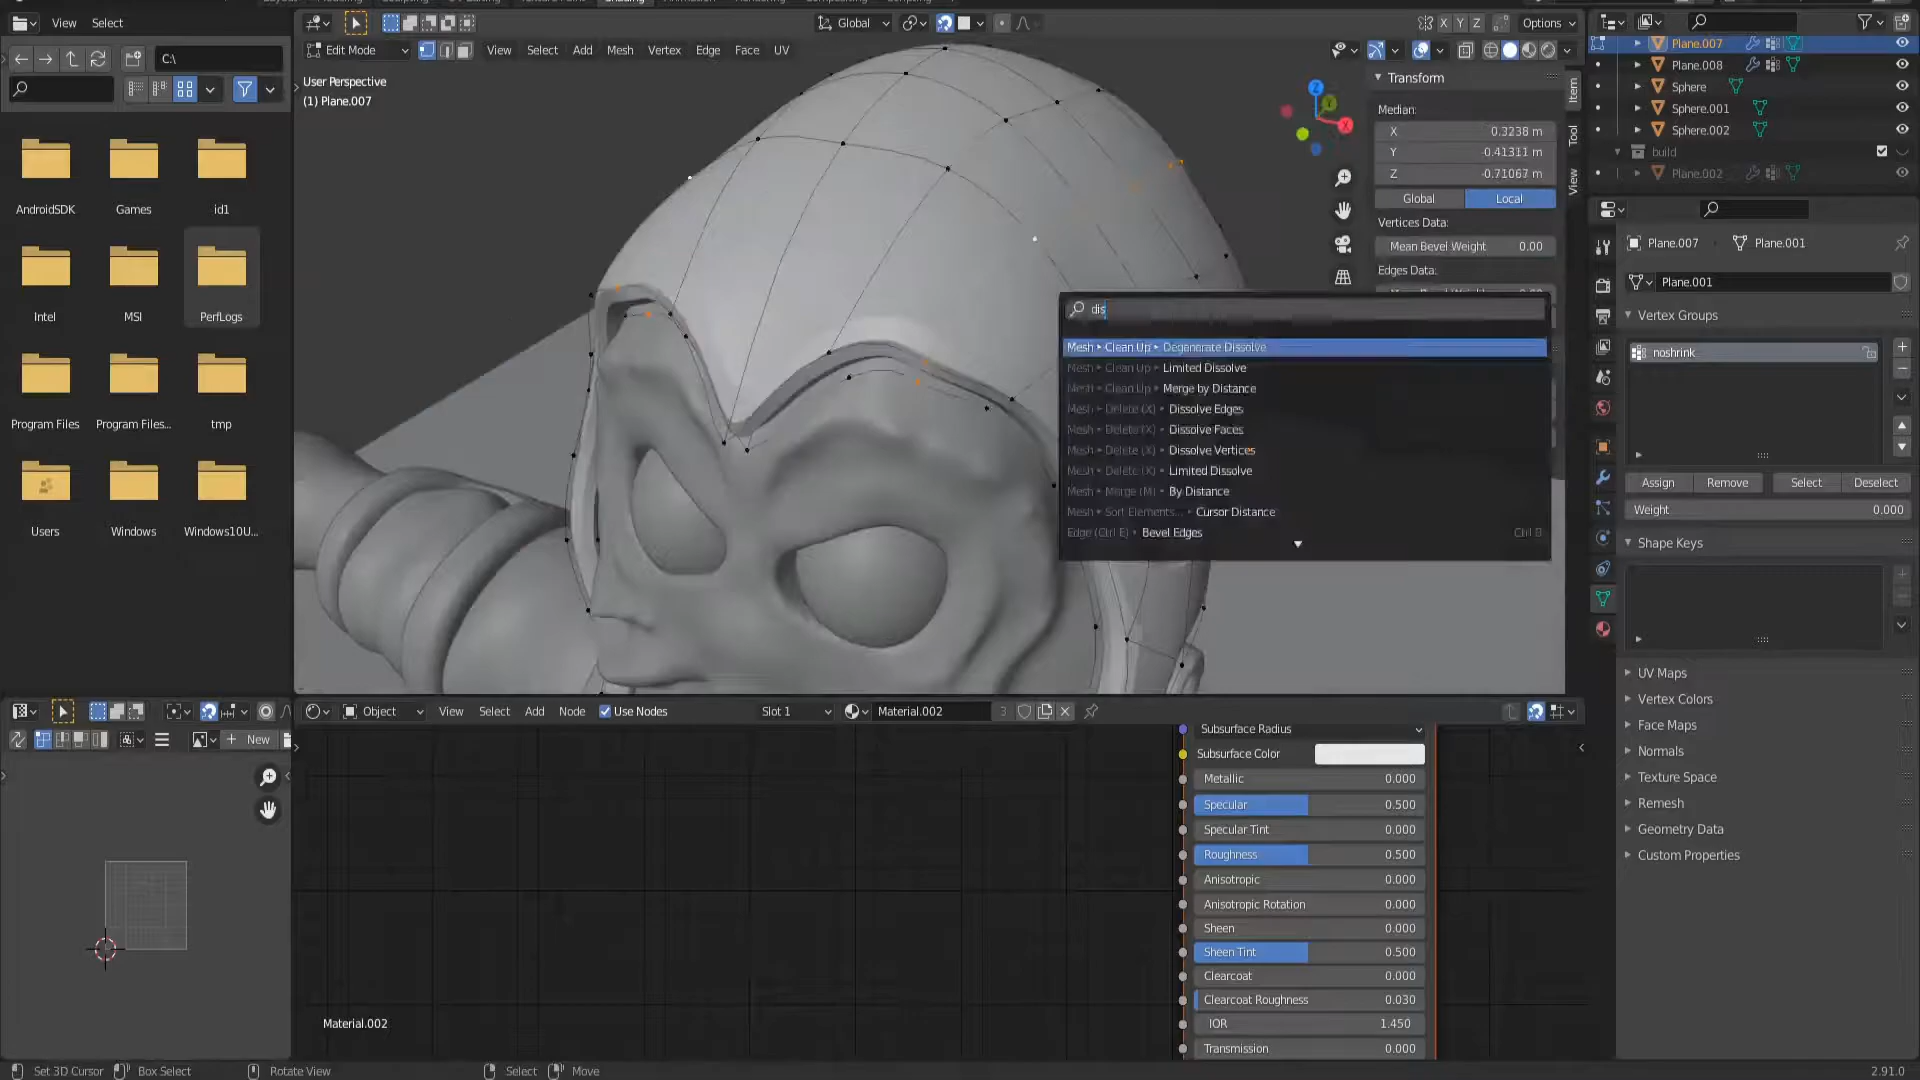 View Select
C:\
AndroidSDK Games id1
Intel MSI PerfLogs
Program Files Program Files... tmp
Users Windows Windows10U...
Global
X Y Z
Options
Edit Mode
View Select Add Mesh Vertex Edge Face UV
User Perspective
(1) Plane.007
Z
Y
X
Transform
Median:
X 0.3238 m
Y -0.41311 m
Z -0.71067 m
Global Local
Vertices Data:
Mean Bevel Weight 0.00
Edges Data:
Item
Tool
View
dis
Mesh ▸ Clean Up ▸ Degenerate Dissolve
Mesh ▸ Clean Up ▸ Limited Dissolve
Mesh ▸ Clean Up ▸ Merge by Distance
Mesh ▸ Delete (X) ▸ Dissolve Edges
Mesh ▸ Delete (X) ▸ Dissolve Faces
Mesh ▸ Delete (X) ▸ Dissolve Vertices
Mesh ▸ Delete (X) ▸ Limited Dissolve
Mesh ▸ Merge (M) ▸ By Distance
Mesh ▸ Sort Elements... ▸ Cursor Distance
Edge (Ctrl E) ▸ Bevel Edges Ctrl B
Plane.007
Plane.008
Sphere
Sphere.001
Sphere.002
build
Plane.002
Plane.007 Plane.001
Plane.001
Vertex Groups
noshrink
Assign Remove Select Deselect
Weight 0.000
Shape Keys
UV Maps
Vertex Colors
Face Maps
Normals
Texture Space
Remesh
Geometry Data
Custom Properties
New
Object View Select Add Node Use Nodes Slot 1 Material.002 3
Subsurface Radius
Subsurface Color
Metallic 0.000
Specular 0.500
Specular Tint 0.000
Roughness 0.500
Anisotropic 0.000
Anisotropic Rotation 0.000
Sheen 0.000
Sheen Tint 0.500
Clearcoat 0.000
Clearcoat Roughness 0.030
IOR 1.450
Transmission 0.000
Material.002
Set 3D Cursor Box Select Rotate View Select Move 2.91.0